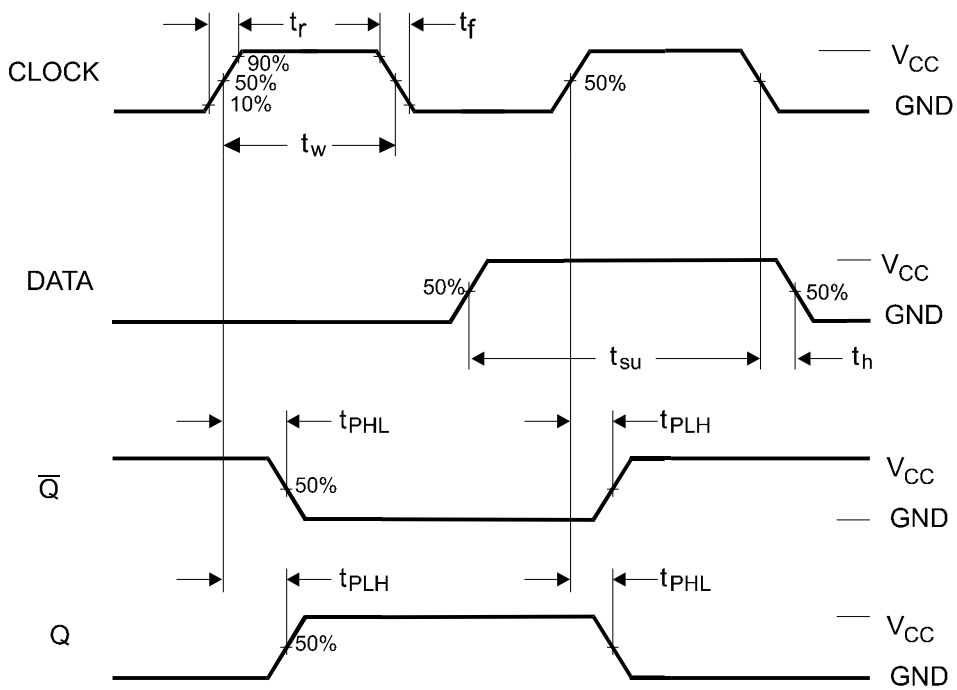 tr
tf
CLOCK
90%
50%
10%
50%
VCC
GND
tw
DATA
50%
50%
VCC
GND
tsu
th
tPHL
tPLH
Q̅
50%
VCC
GND
tPLH
tPHL
Q
50%
VCC
GND